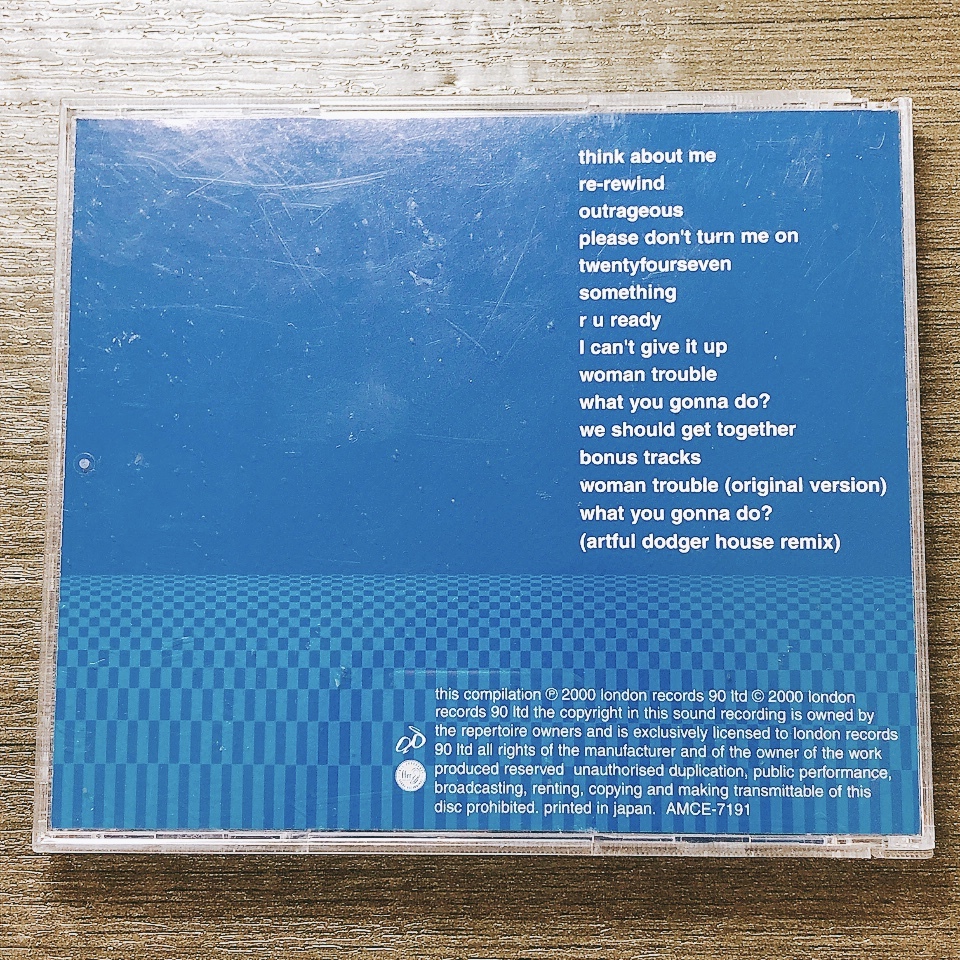 think about me
re-rewind
outrageous
please don't turn me on
twentyfourseven
something
r u ready
I can't give it up
woman trouble
what you gonna do?
we should get together
bonus tracks
woman trouble (original version)
what you gonna do?
(artful dodger house remix)
this compilation ℗ 2000 london records 90 ltd © 2000 london
records 90 ltd the copyright in this sound recording is owned by
the repertoire owners and is exclusively licensed to london records
90 ltd all rights of the manufacturer and of the owner of the work
produced reserved unauthorised duplication, public performance,
broadcasting, renting, copying and making transmittable of this
disc prohibited. printed in japan. AMCE-7191